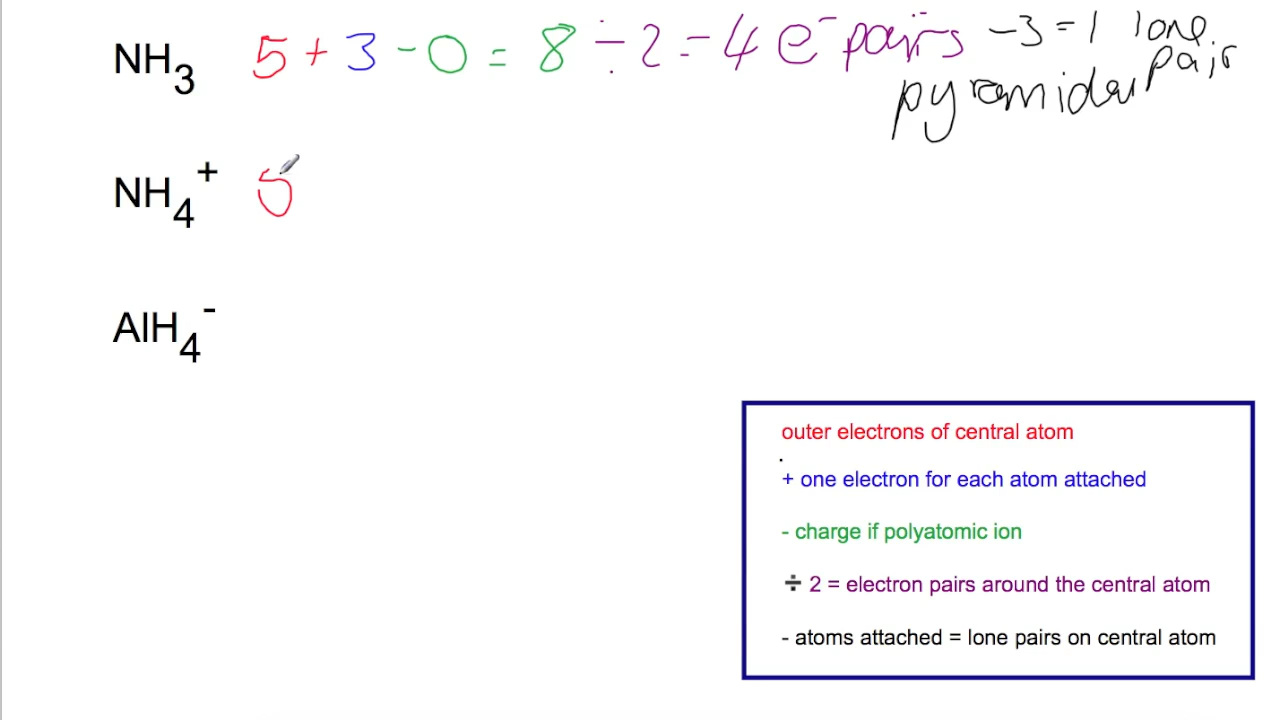 NH3 5 + 3 - 0 = 8 ÷ 2 = 4 e- pairs -3 = 1 lone pair
pyramidal
NH4+ 5
AlH4-
outer electrons of central atom
+ one electron for each atom attached
- charge if polyatomic ion
÷ 2 = electron pairs around the central atom
- atoms attached = lone pairs on central atom